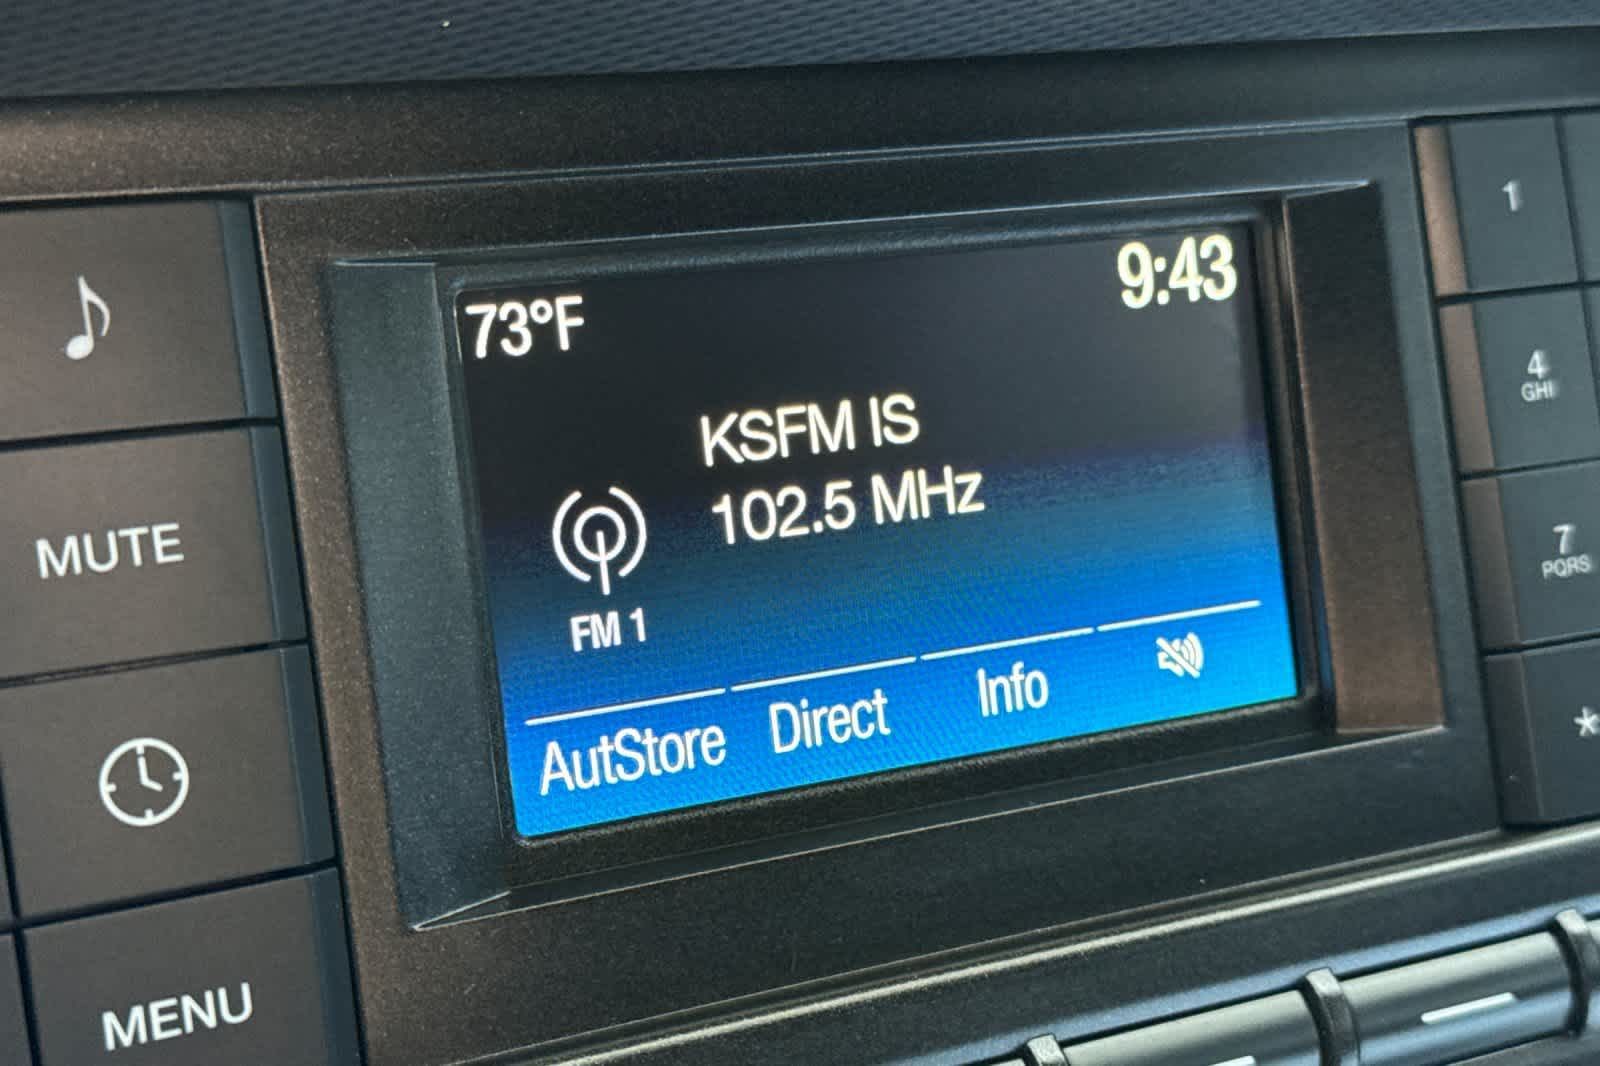 73°F
9:43
KSFM IS
102.5 MHz
FM 1
AutStore
Direct
Info
MUTE
MENU
1
4
GHI
7
PQRS
*